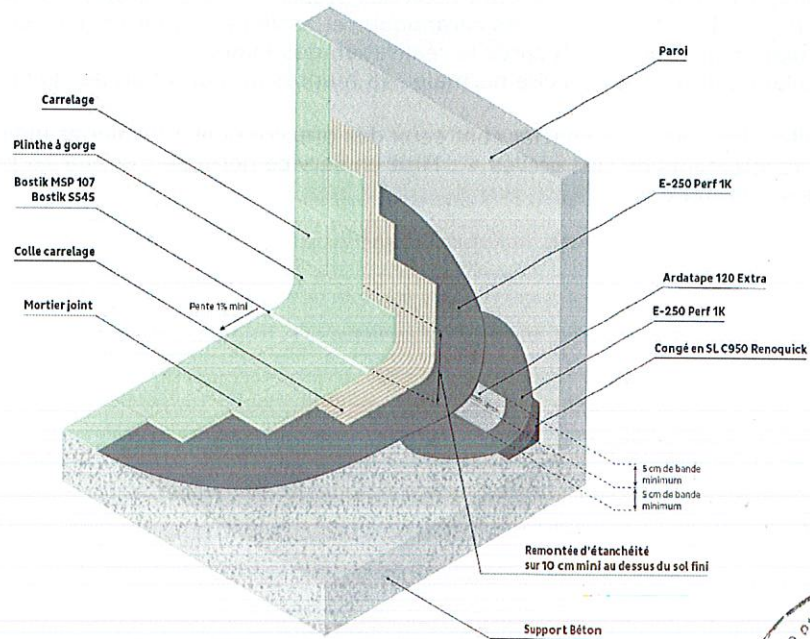 Paroi
Carrelage
Plinthe à gorge
Bostik MSP 107
Bostik S545
Colle carrelage
Mortier joint
Pente 1% mini
E-250 Perf 1K
Ardatape 120 Extra
E-250 Perf 1K
Congé en SL C950 Renoquick
5 cm de bande
minimum
5 cm de bande
minimum
Remontée d'étanchéité
sur 10 cm mini au dessus du sol fini
Support Béton